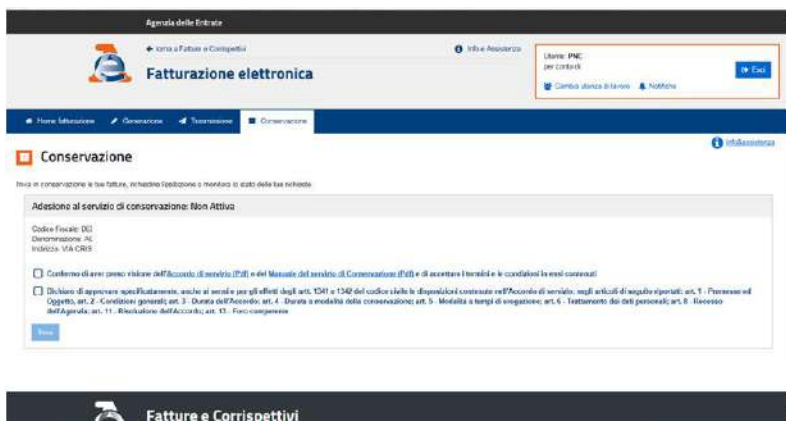 Agenzia delle Entrate
torna a Fatture e Corrispettivi
Info e Assistenza
Fatturazione elettronica
Utente: PNC
per conto di:
Cambia utenza di lavoro
Notifiche
Esci
Home fatturazione
Generazione
Trasmissione
Conservazione
info&assistenza
Conservazione
Invia in conservazione le tue fatture, richiedine l'esibizione o monitora lo stato delle tue richieste
Adesione al servizio di conservazione: Non Attiva
Codice Fiscale: DEI
Denominazione: AL
Indirizzo: VIA CRIS
Confermo di aver preso visione dell'Accordo di servizio (Pdf) e del Manuale del servizio di Conservazione (Pdf) e di accettare i termini e le condizioni in essi contenuti
Dichiaro di approvare specificatamente, anche ai sensi e per gli effetti degli artt. 1341 e 1342 del codice civile le disposizioni contenute nell'Accordo di servizio, negli articoli di seguito riportati: art. 1 - Premesse ed
Oggetto, art. 2 - Condizioni generali; art. 3 - Durata dell'Accordo; art. 4 - Durata e modalità della conservazione; art. 5 - Modalità e tempi di erogazione; art. 6 - Trattamento dei dati personali; art. 8 - Recesso
dell'Agenzia; art. 11 - Risoluzione dell'Accordo; art. 13 - Foro competente
Fatture e Corrispettivi